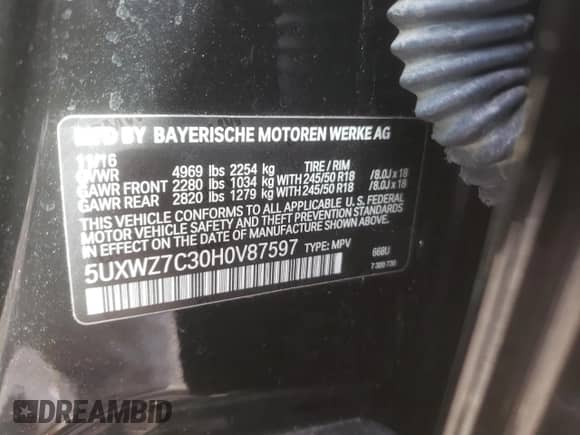 MFD BY BAYERISCHE MOTOREN WERKE AG
11/16
GVWR 4969 lbs 2254 kg TIRE / RIM
GAWR FRONT 2280 lbs 1034 kg WITH 245/50 R18 /8.0J x 18
GAWR REAR 2820 lbs 1279 kg WITH 245/50 R18 /8.0J x 18
THIS VEHICLE CONFORMS TO ALL APPLICABLE U.S. FEDERAL
MOTOR VEHICLE SAFETY AND THEFT PREVENTION
STANDARDS IN EFFECT ON THE DATE OF MANUFACTURE
5UXWZ7C30H0V87597 TYPE: MPV 668U
DREAMBID